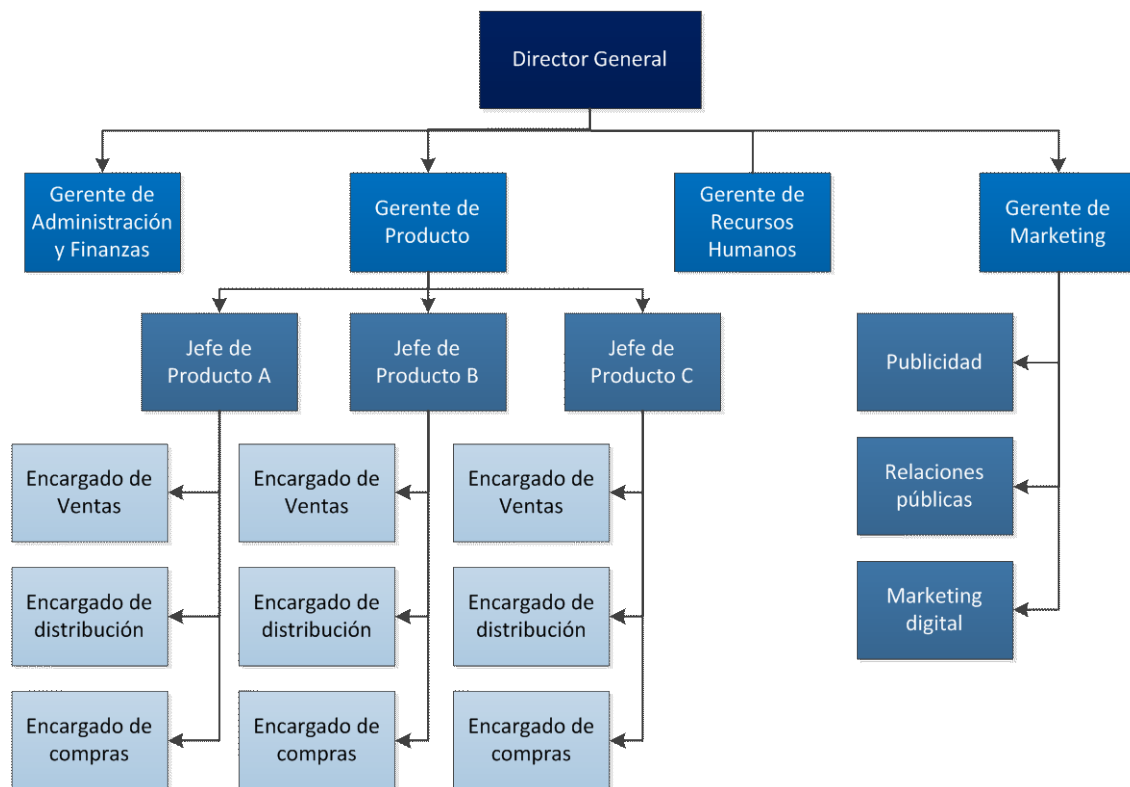 Director General
Gerente de
Administración
y Finanzas
Gerente de
Producto
Gerente de
Recursos
Humanos
Gerente de
Marketing
Jefe de
Producto A
Jefe de
Producto B
Jefe de
Producto C
Publicidad
Encargado de
Ventas
Encargado de
Ventas
Encargado de
Ventas
Relaciones
públicas
Encargado de
distribución
Encargado de
distribución
Encargado de
distribución
Marketing
digital
Encargado de
compras
Encargado de
compras
Encargado de
compras